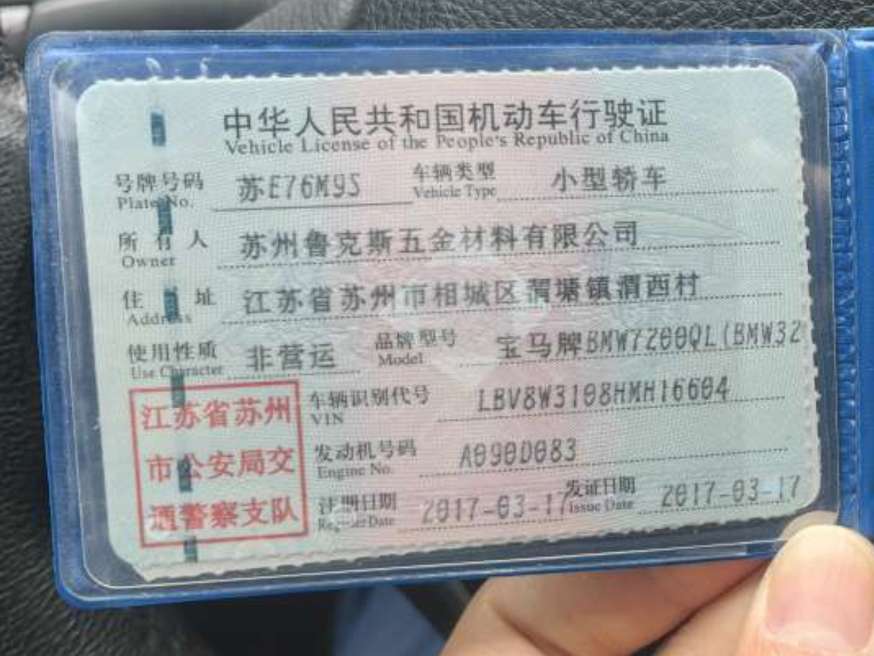 中华人民共和国机动车行驶证
Vehicle License of the People's Republic of China
号牌号码 苏E76M9S 车辆类型 小型轿车
Plate No. Vehicle Type
所有人 苏州鲁克斯五金材料有限公司
Owner
住址 江苏省苏州市相城区渭塘镇渭西村
Address
使用性质 非营运 品牌型号 宝马牌BMW7200QL(BMW32
Use Character Model
江苏省苏州 车辆识别代号 LBV8W3108HMH16604
VIN
市公安局交 发动机号码 A090D083
Engine No.
通警察支队 注册日期 2017-03-17 发证日期 2017-03-17
Register Date Issue Date